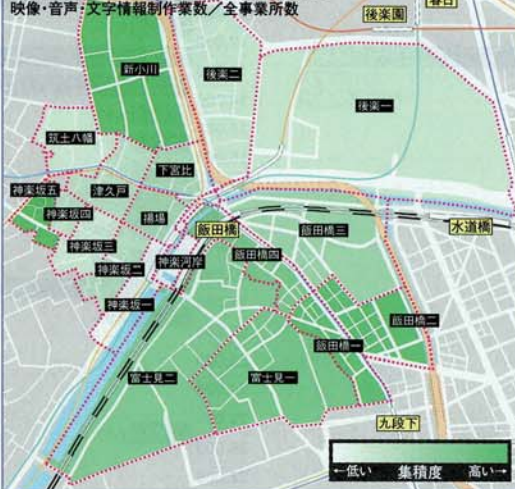 映像・音声・文字情報制作業数／全事業所数
春日
後楽園
新小川
後楽二
後楽一
筑土八幡
下宮比
神楽坂五
津久戸
神楽坂四
揚場
飯田橋
飯田橋三
水道橋
神楽坂三
飯田橋四
神楽坂二
神楽河岸
神楽坂一
飯田橋二
飯田橋一
富士見二
富士見一
九段下
←低い 集積度 高い→